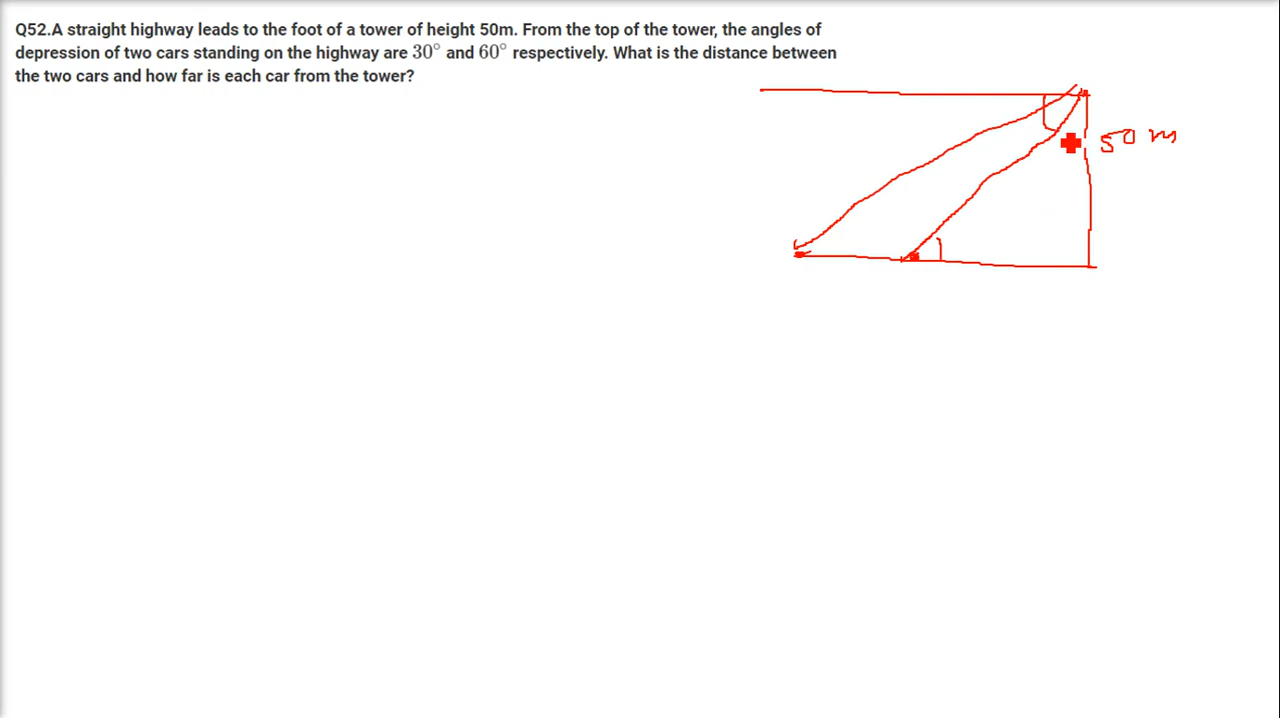 Q52.A straight highway leads to the foot of a tower of height 50m. From the top of the tower, the angles of
depression of two cars standing on the highway are 30° and 60° respectively. What is the distance between
the two cars and how far is each car from the tower?
50 m